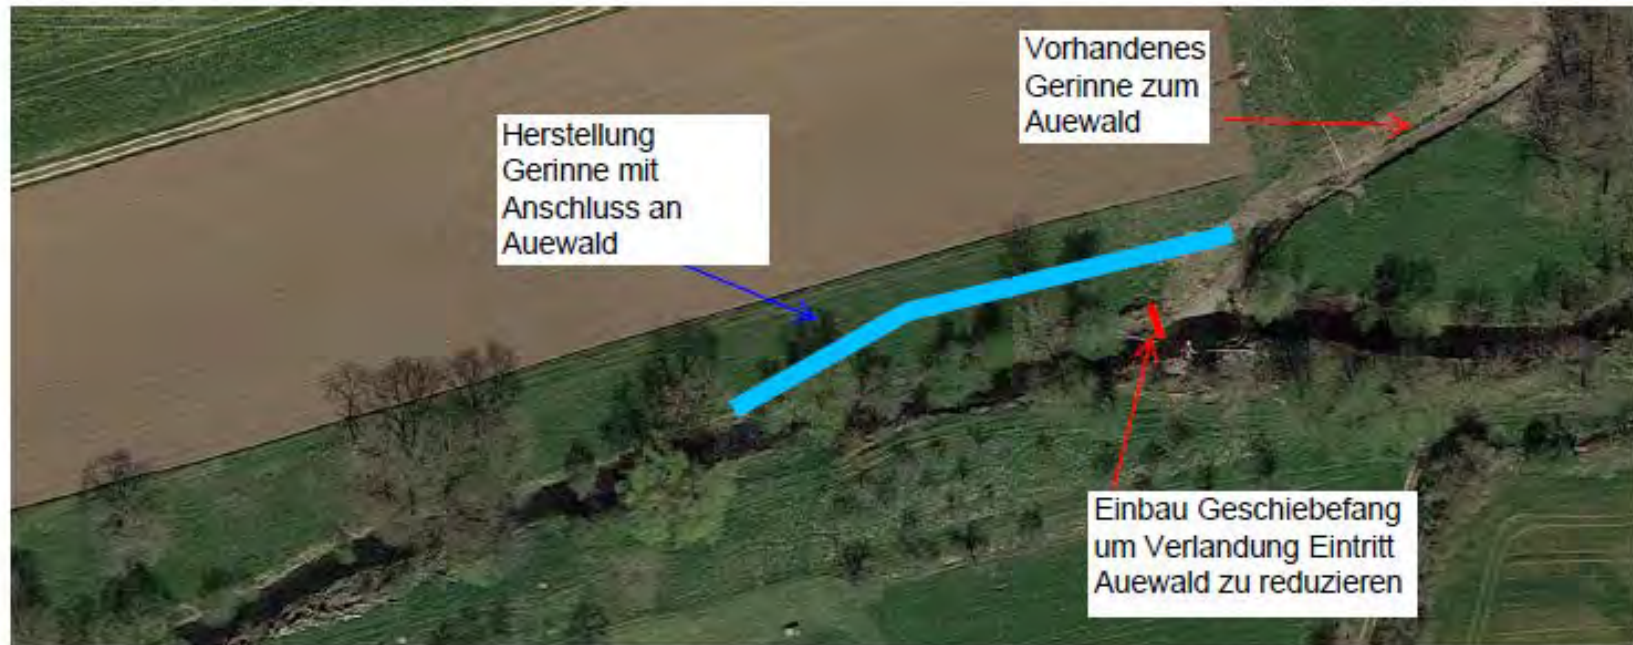 Vorhandenes
Gerinne zum
Auewald
Herstellung
Gerinne mit
Anschluss an
Auewald
Einbau Geschiebefang
um Verlandung Eintritt
Auewald zu reduzieren